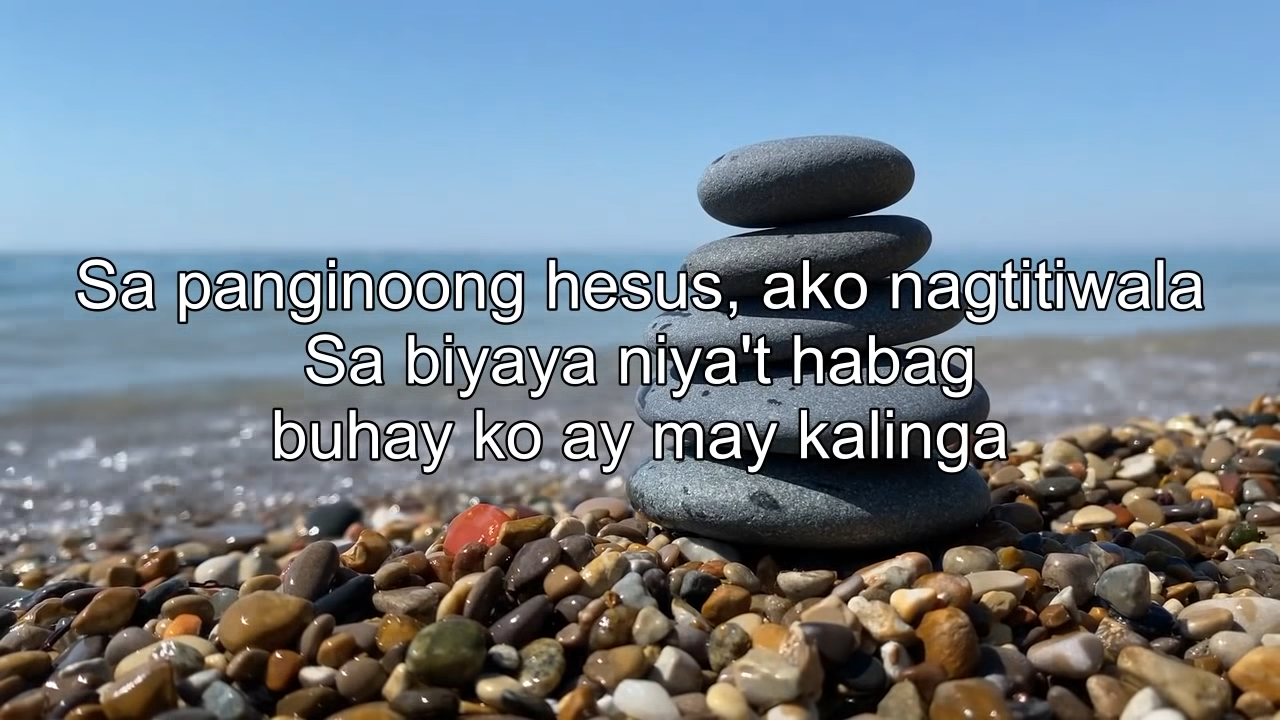 Sa panginoong hesus, ako nagtitiwala
Sa biyaya niya't habag
buhay ko ay may kalinga